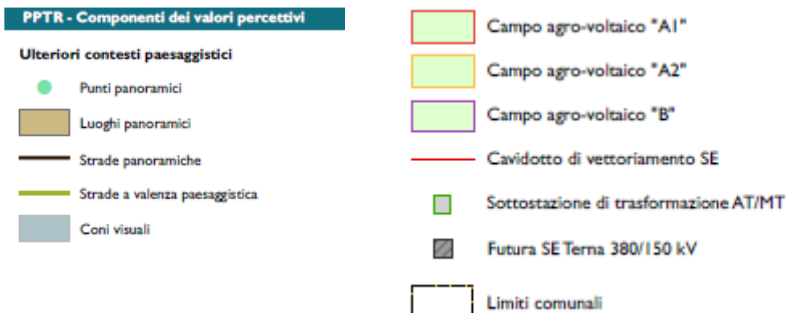 PPTR - Componenti dei valori percettivi
Ulteriori contesti paesaggistici
Punti panoramici
Luoghi panoramici
Strade panoramiche
Strade a valenza paesaggistica
Coni visuali
Campo agro-voltaico "A1"
Campo agro-voltaico "A2"
Campo agro-voltaico "B"
Cavidotto di vettoriamento SE
Sottostazione di trasformazione AT/MT
Futura SE Terna 380/150 kV
Limiti comunali